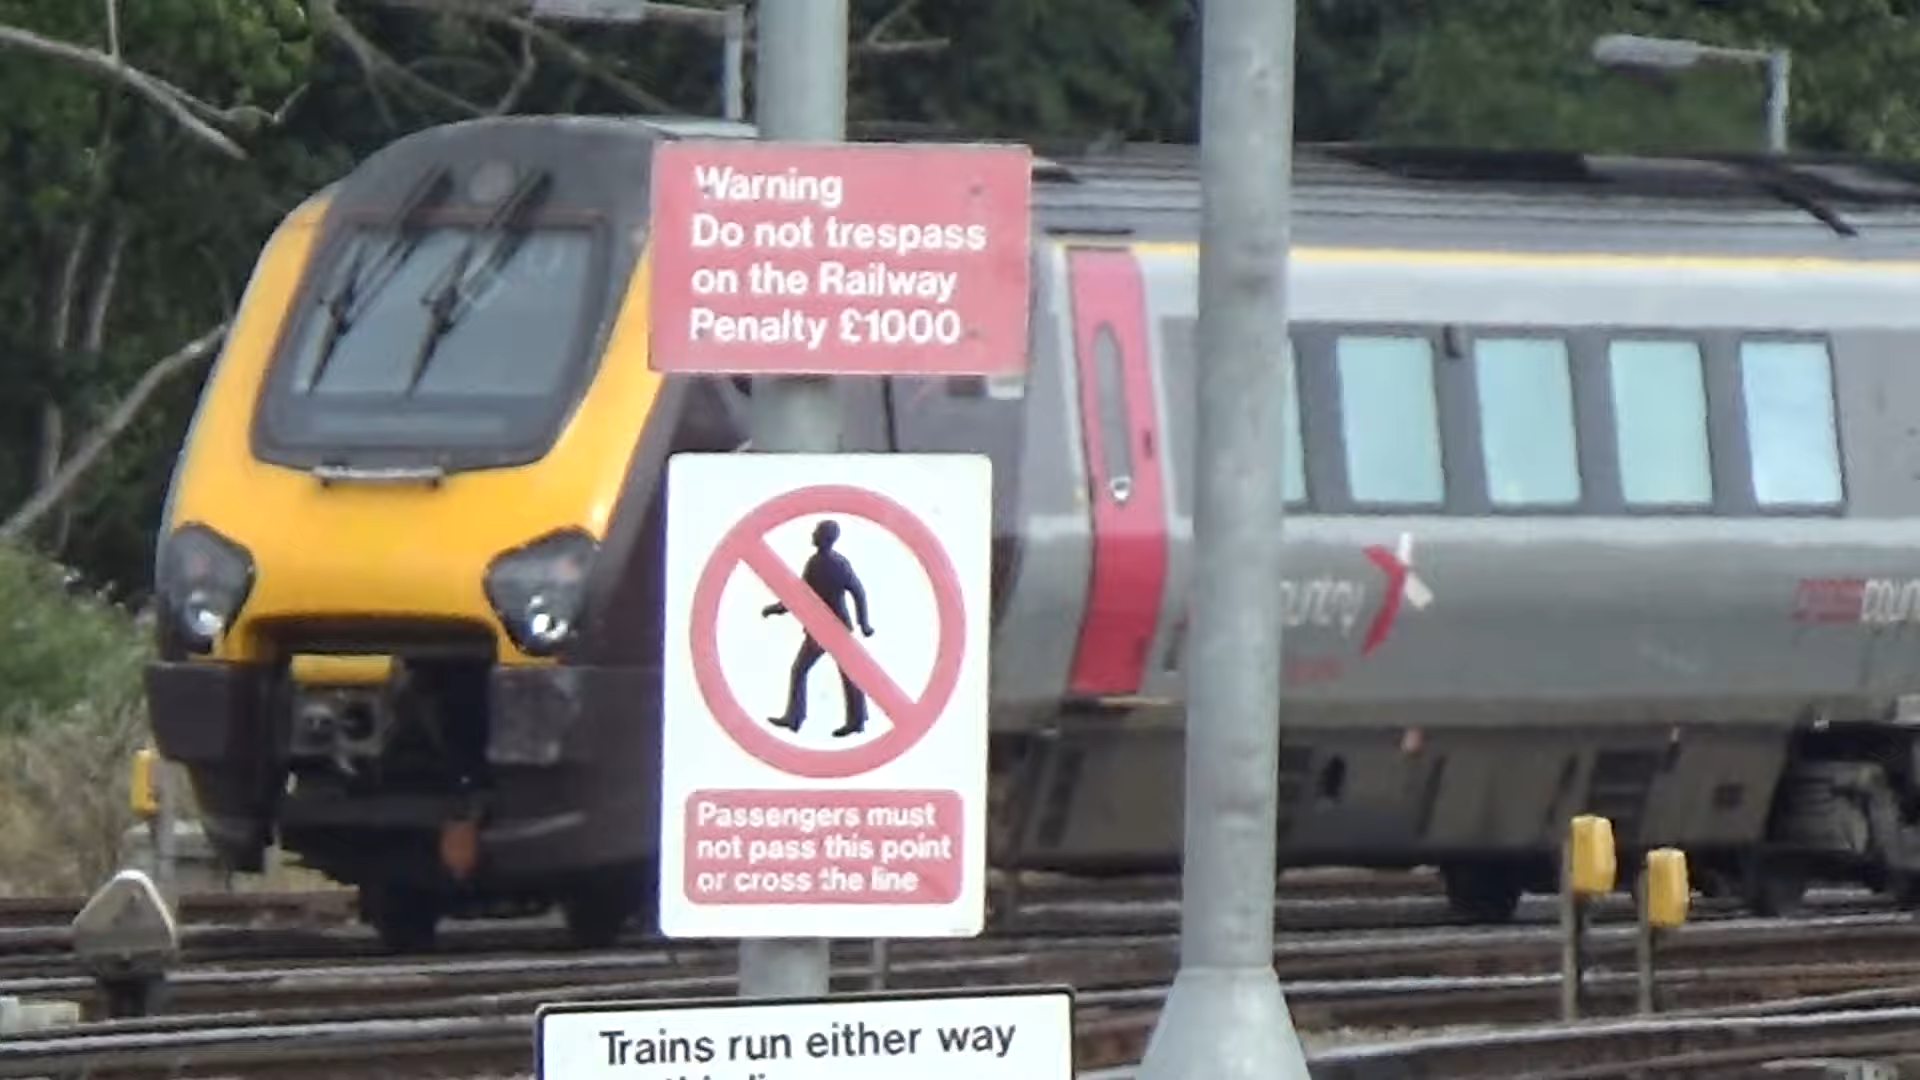 Warning
Do not trespass
on the Railway
Penalty £1000
Passengers must
not pass this point
or cross the line
Trains run either way